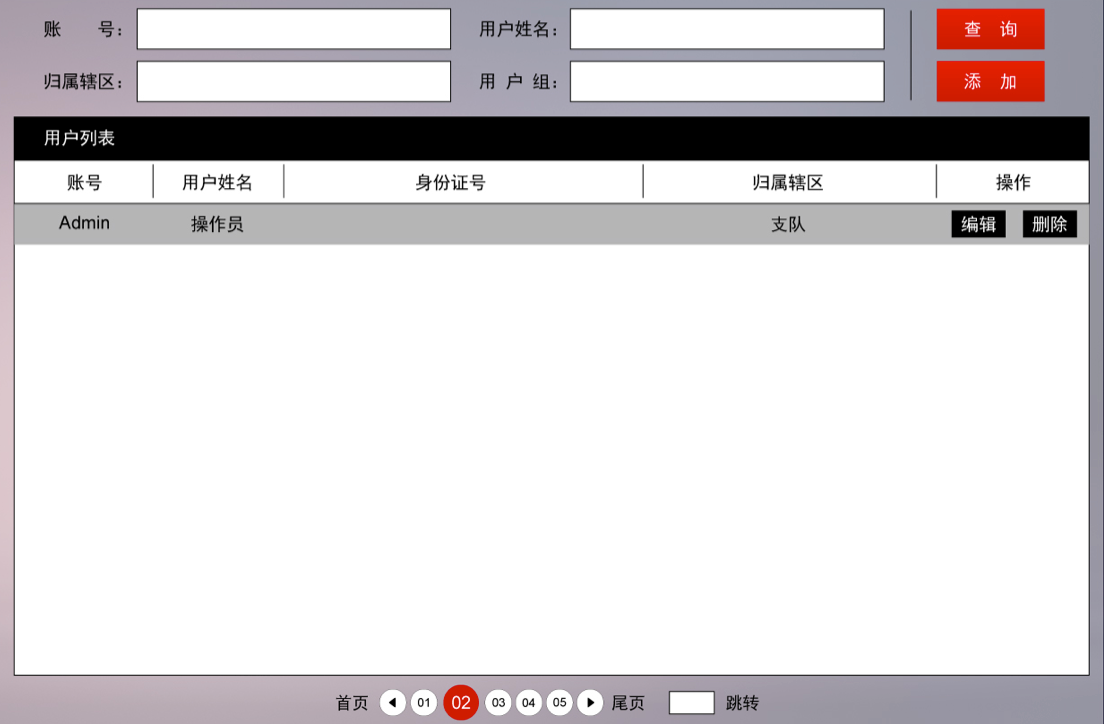 账　　号： 用户姓名： 查　询
归属辖区： 用 户 组： 添　加
用户列表
账号 用户姓名 身份证号 归属辖区 操作
Admin 操作员 支队 编辑 删除
首页 01 02 03 04 05 尾页 跳转